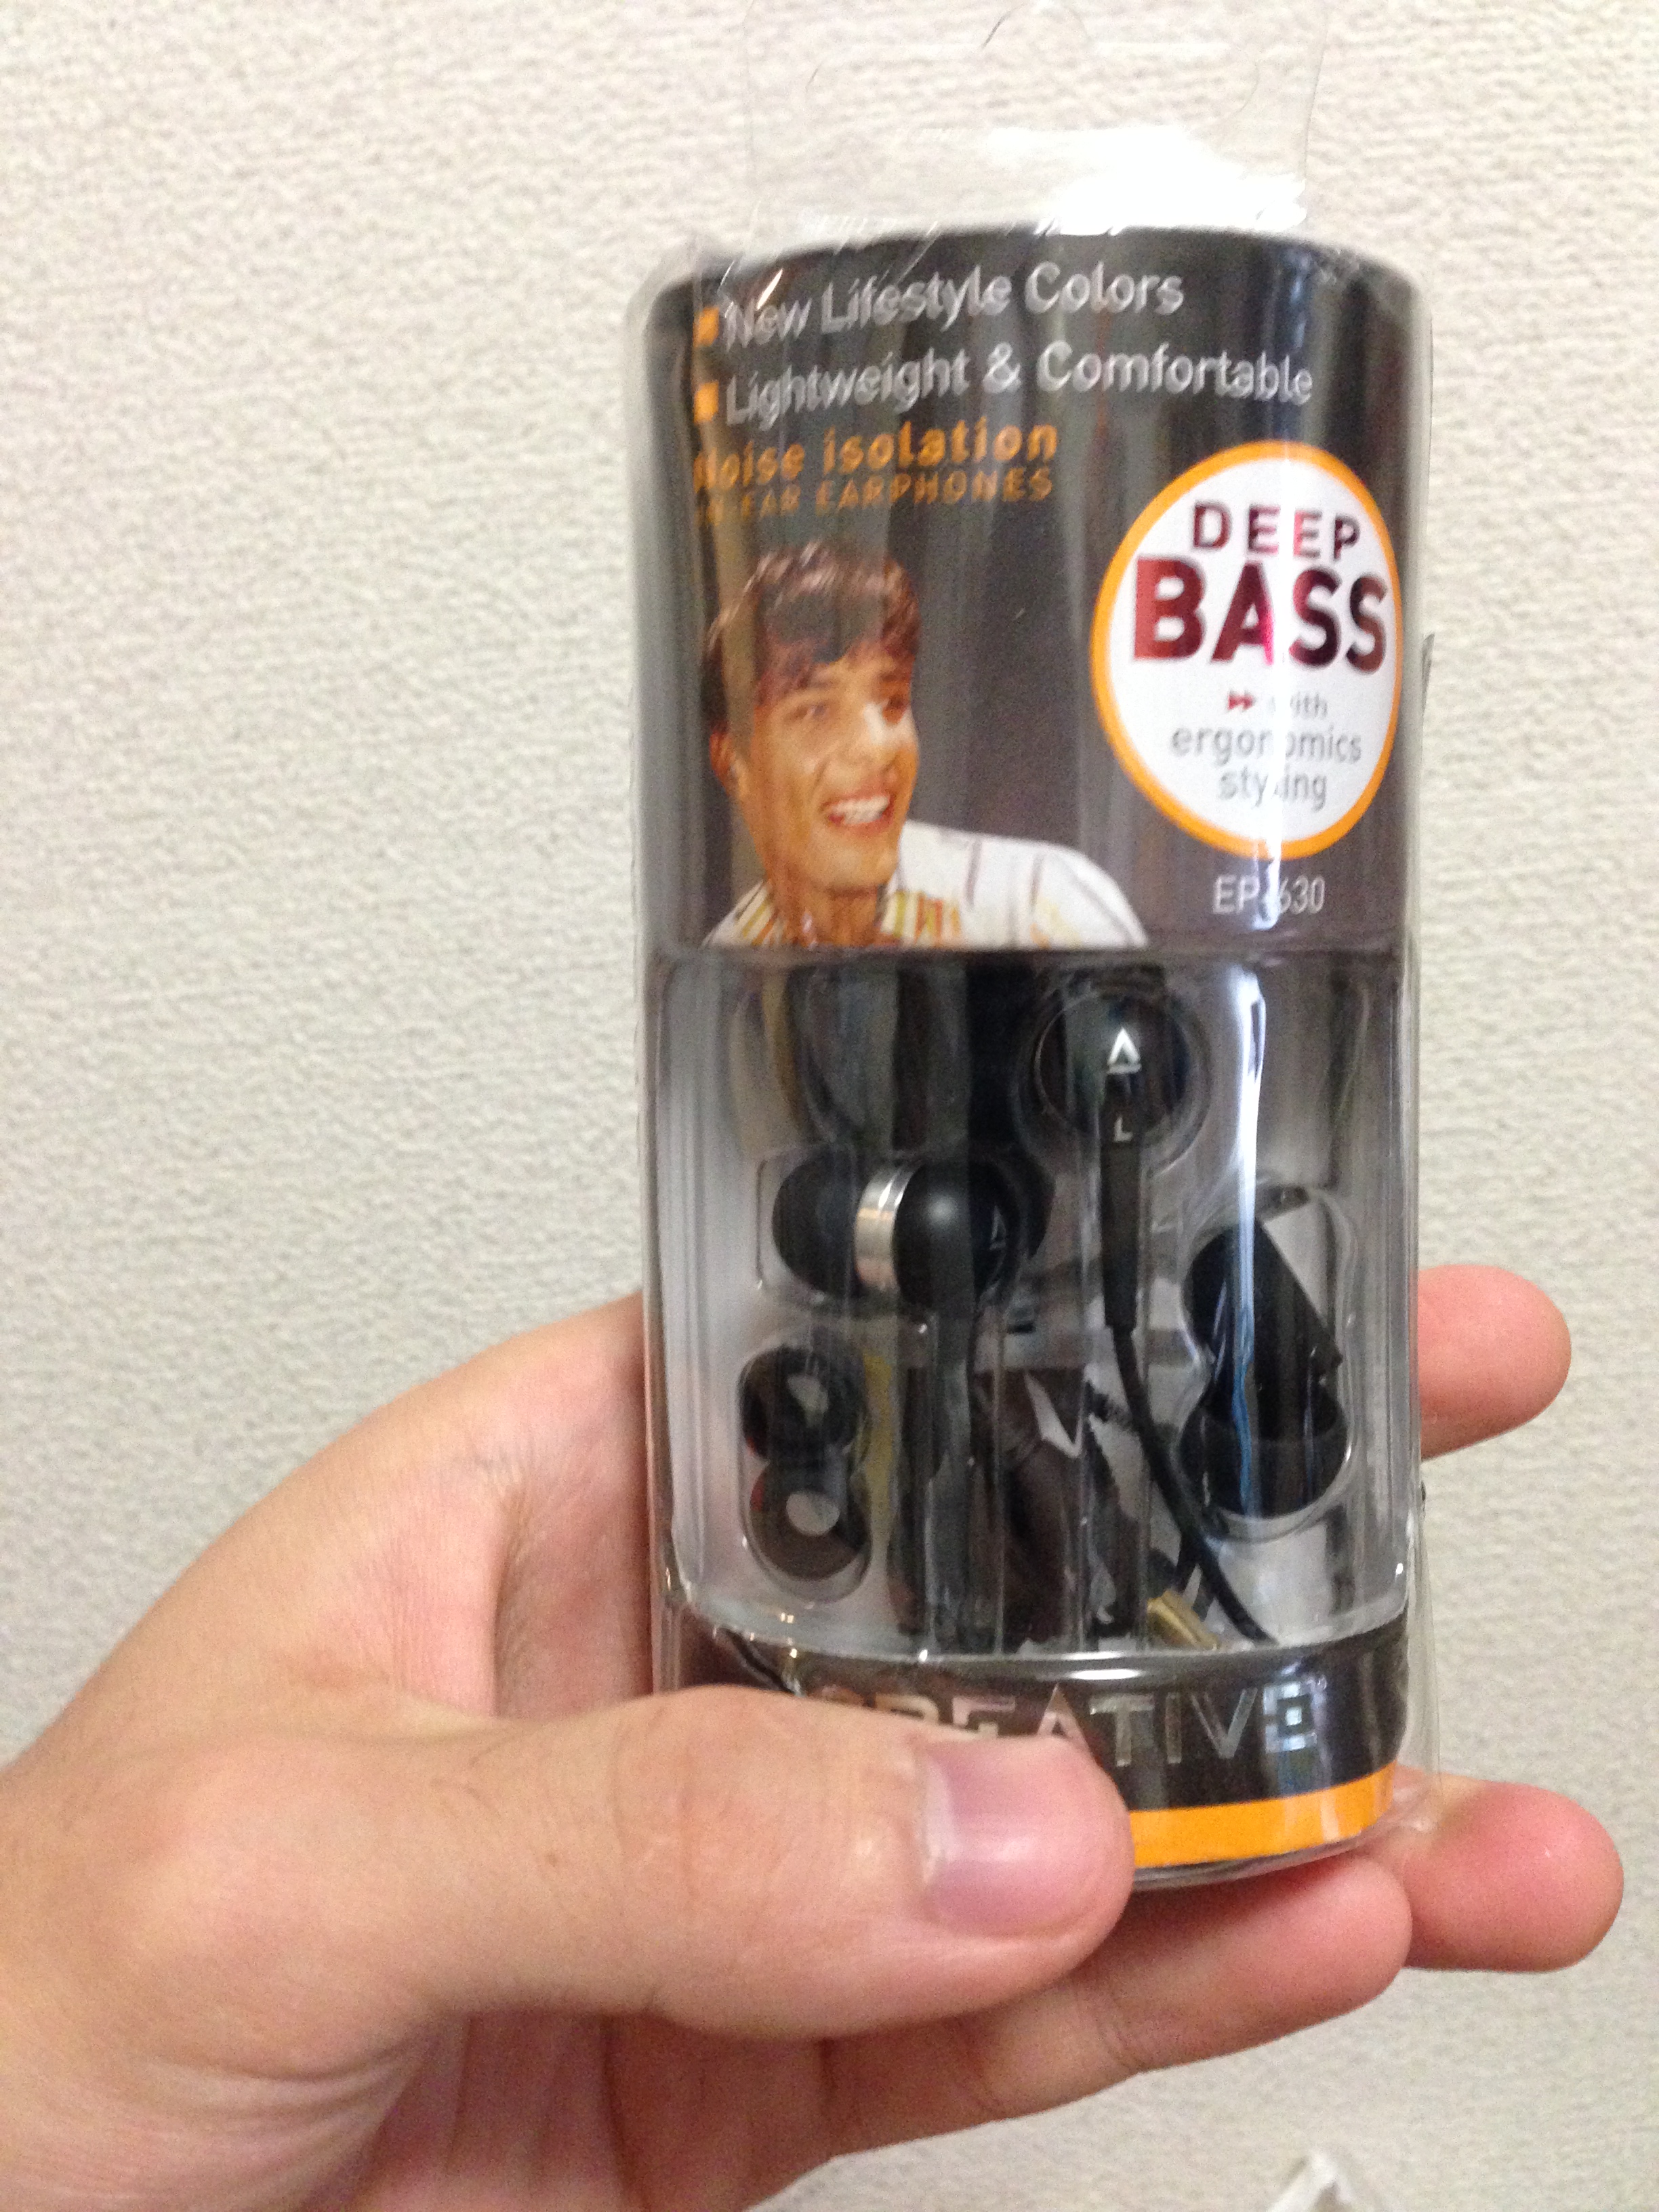 New Lifestyle Colors
Lightweight & Comfortable
Noise isolation
IN-EAR EARPHONES
DEEP
BASS
with
ergonomics
styling
EP-630
L
CREATIVE